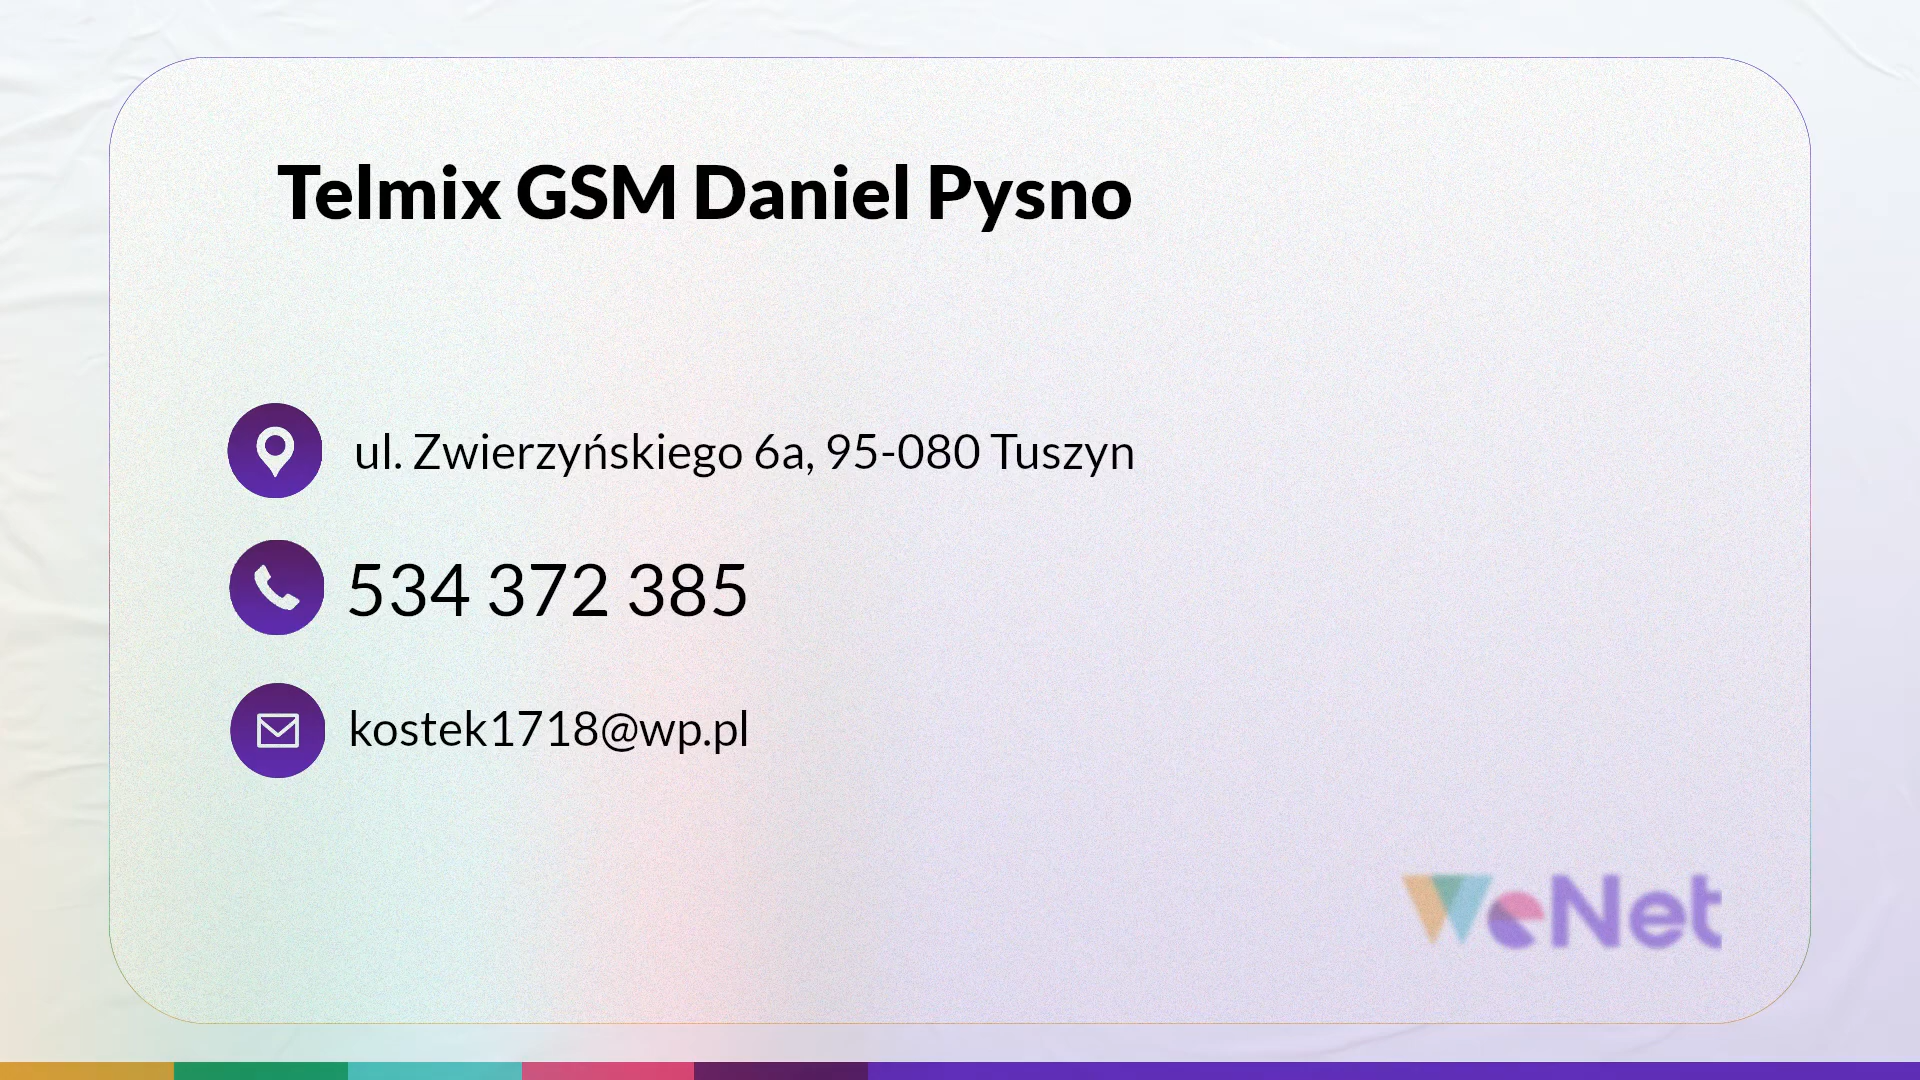 Telmix GSM Daniel Pysno
ul. Zwierzyńskiego 6a, 95-080 Tuszyn
534 372 385
kostek1718@wp.pl
WeNet